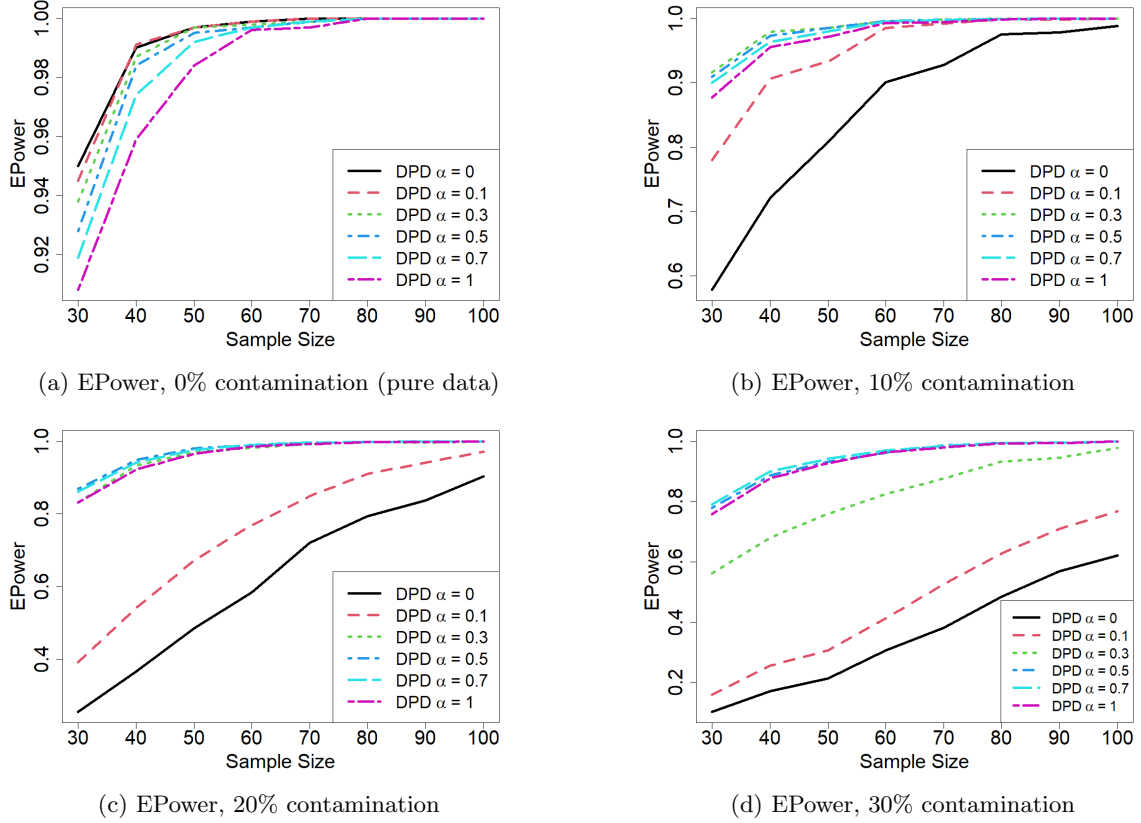 1.00
0.98
0.96
0.94
0.92
EPower
DPD α = 0
DPD α = 0.1
DPD α = 0.3
DPD α = 0.5
DPD α = 0.7
DPD α = 1
30 40 50 60 70 80 90 100
Sample Size
(a) EPower, 0% contamination (pure data)
1.0
0.9
0.8
0.7
0.6
EPower
DPD α = 0
DPD α = 0.1
DPD α = 0.3
DPD α = 0.5
DPD α = 0.7
DPD α = 1
30 40 50 60 70 80 90 100
Sample Size
(b) EPower, 10% contamination
1.0
0.8
0.6
0.4
EPower
DPD α = 0
DPD α = 0.1
DPD α = 0.3
DPD α = 0.5
DPD α = 0.7
DPD α = 1
30 40 50 60 70 80 90 100
Sample Size
(c) EPower, 20% contamination
1.0
0.8
0.6
0.4
0.2
EPower
DPD α = 0
DPD α = 0.1
DPD α = 0.3
DPD α = 0.5
DPD α = 0.7
DPD α = 1
30 40 50 60 70 80 90 100
Sample Size
(d) EPower, 30% contamination